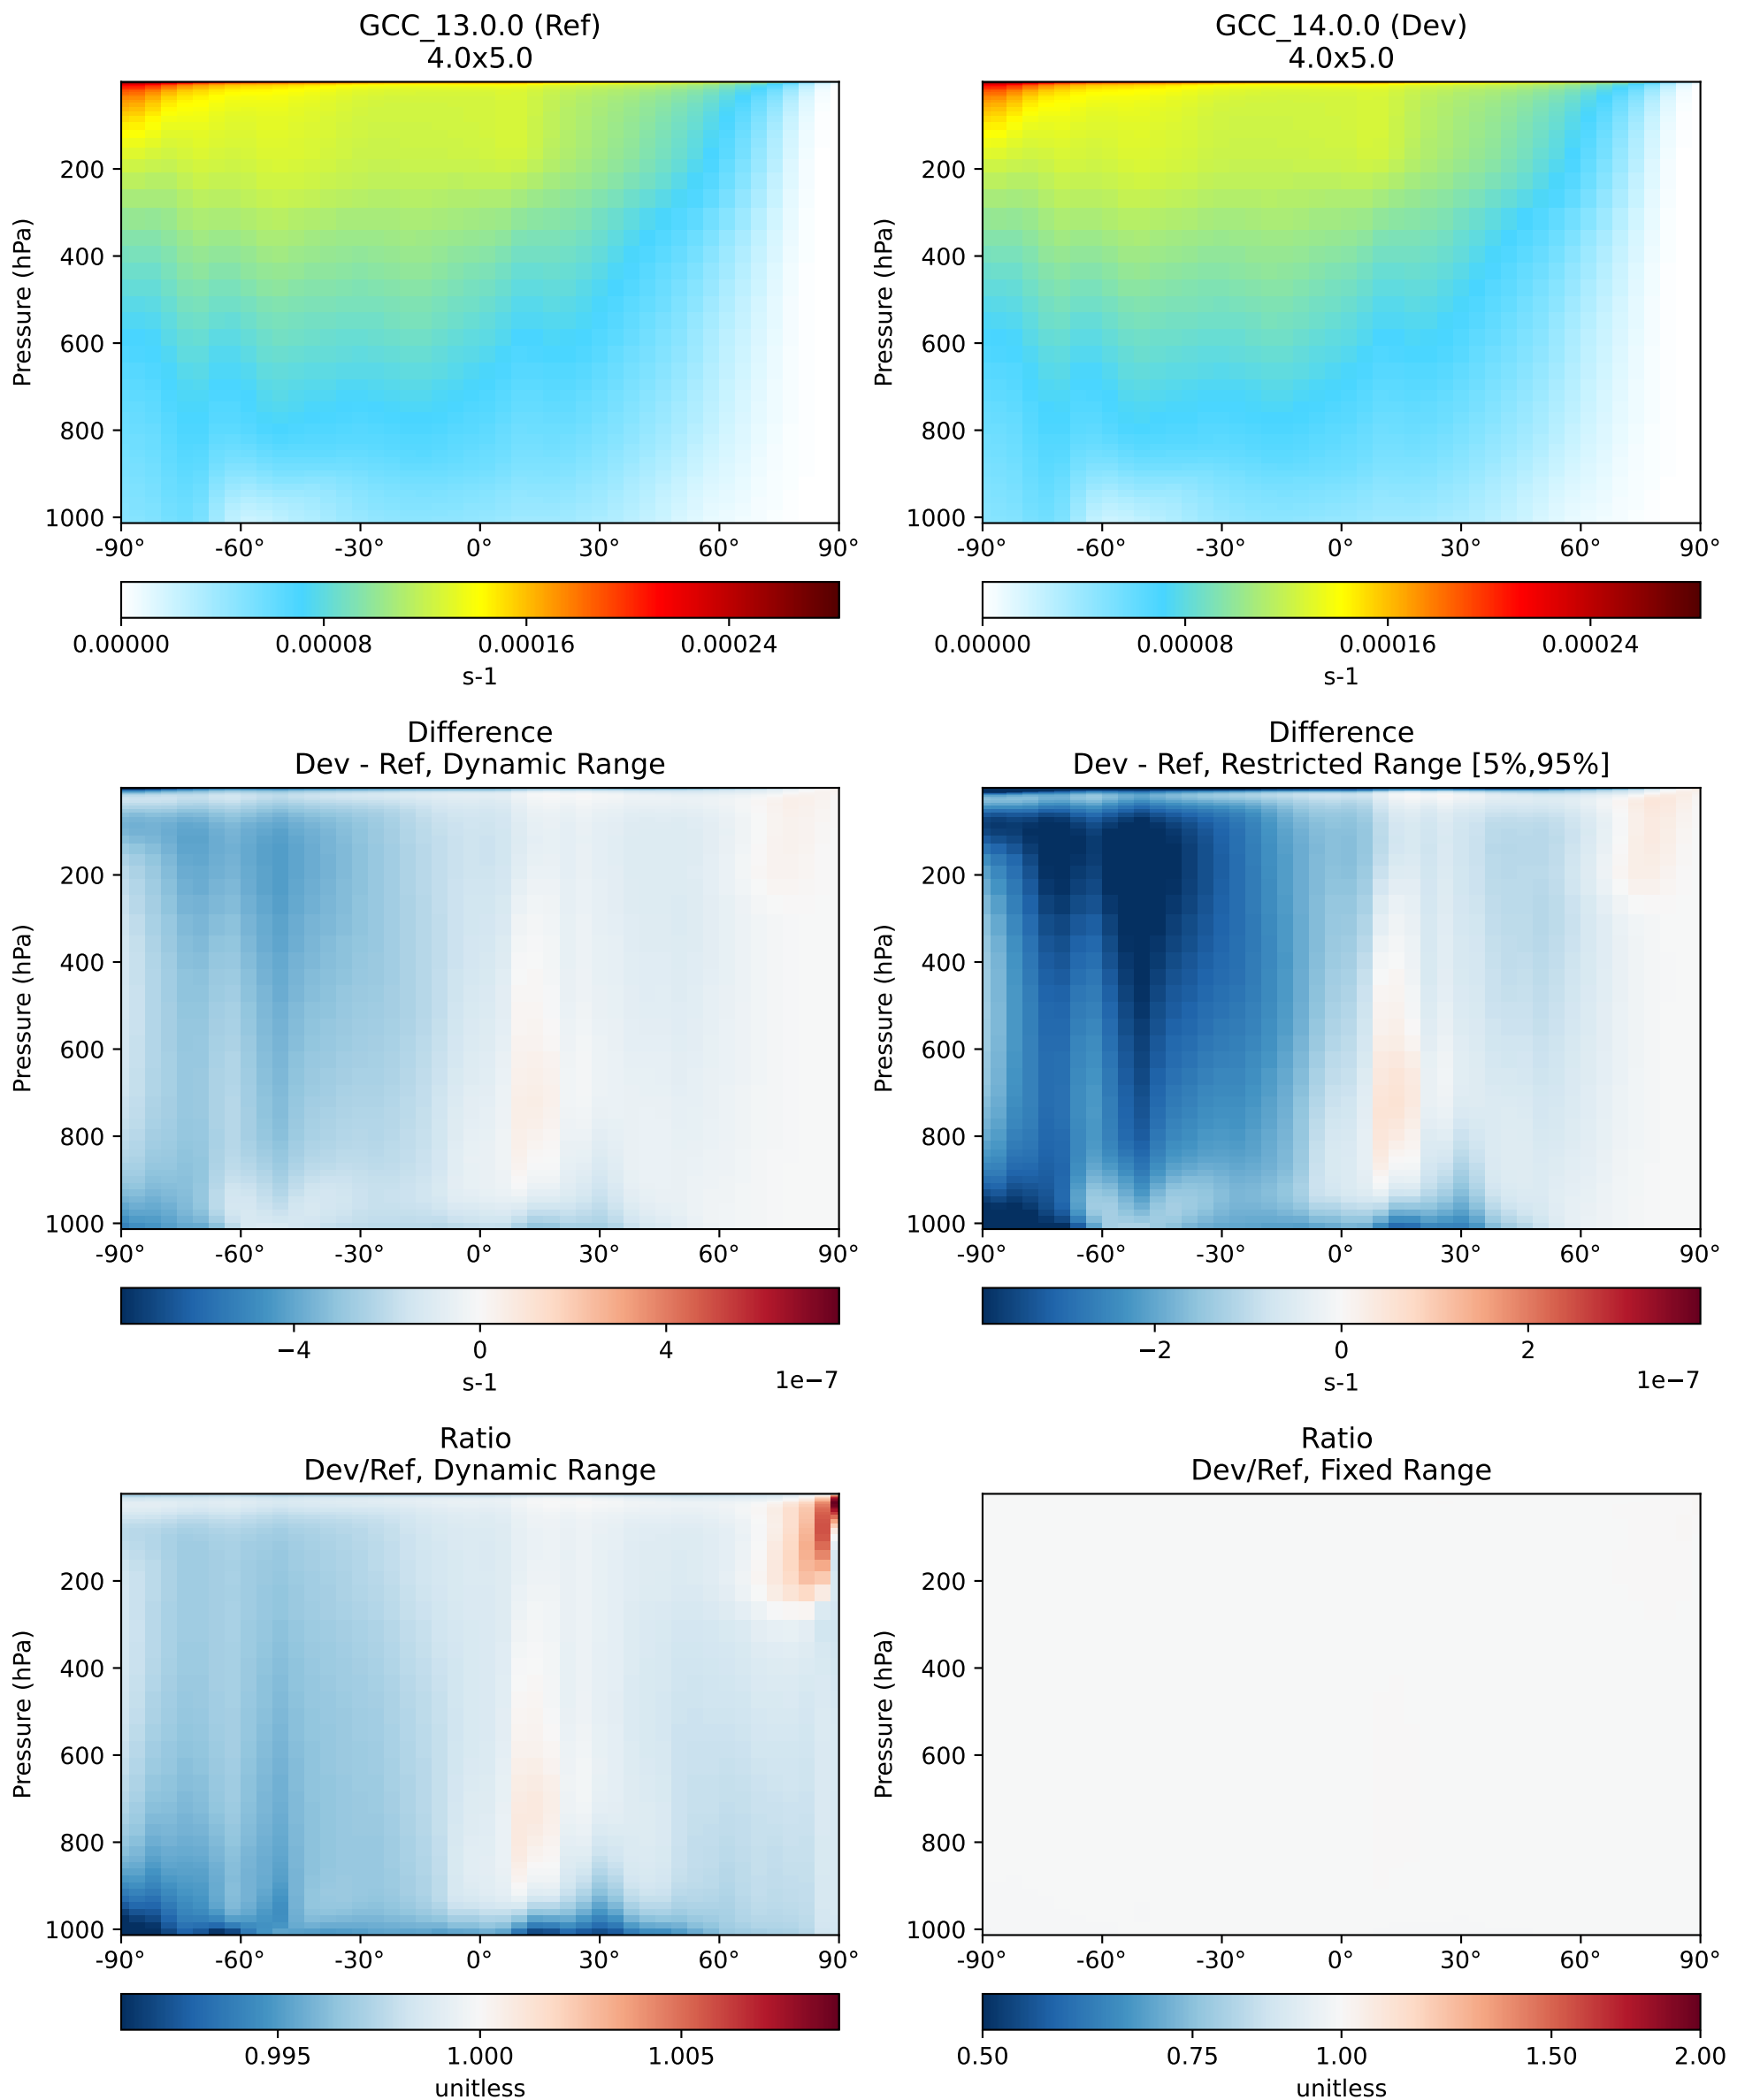 GCC_13.0.0 (Ref)
4.0x5.0
Pressure (hPa)
200
400
600
800
1000
-90° -60° -30° 0° 30° 60° 90°
0.00000 0.00008 0.00016 0.00024
s-1
GCC_14.0.0 (Dev)
4.0x5.0
Pressure (hPa)
200
400
600
800
1000
-90° -60° -30° 0° 30° 60° 90°
0.00000 0.00008 0.00016 0.00024
s-1
Difference
Dev - Ref, Dynamic Range
Pressure (hPa)
200
400
600
800
1000
-90° -60° -30° 0° 30° 60° 90°
−4 0 4
s-1 1e−7
Difference
Dev - Ref, Restricted Range [5%,95%]
Pressure (hPa)
200
400
600
800
1000
-90° -60° -30° 0° 30° 60° 90°
−2 0 2
s-1 1e−7
Ratio
Dev/Ref, Dynamic Range
Pressure (hPa)
200
400
600
800
1000
-90° -60° -30° 0° 30° 60° 90°
0.995 1.000 1.005
unitless
Ratio
Dev/Ref, Fixed Range
Pressure (hPa)
200
400
600
800
1000
-90° -60° -30° 0° 30° 60° 90°
0.50 0.75 1.00 1.50 2.00
unitless